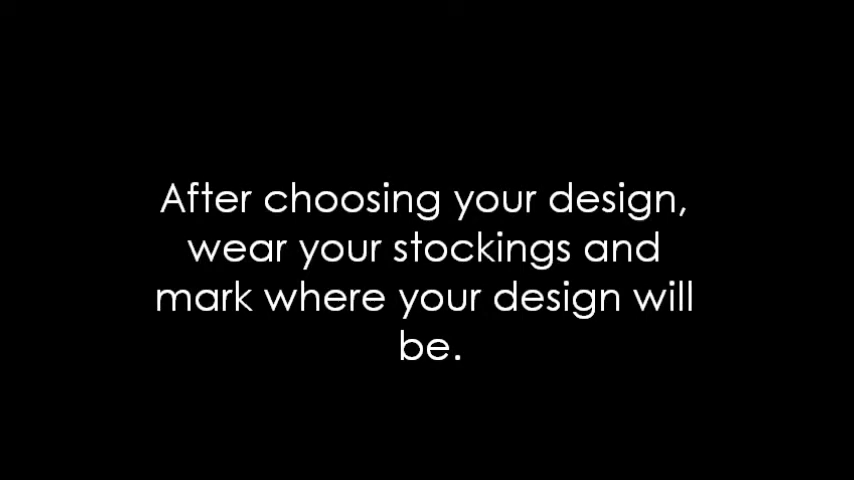 After choosing your design,
wear your stockings and
mark where your design will
be.